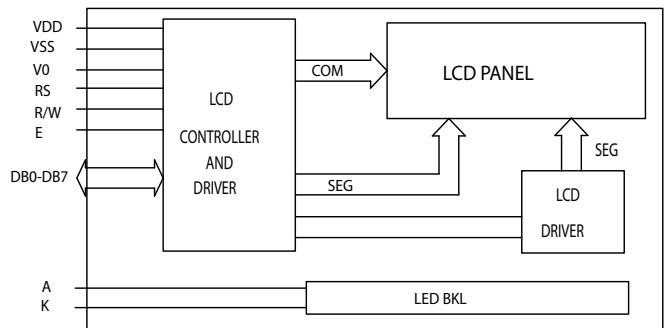 VDD
VSS
V0
RS
R/W
E
DB0-DB7
LCD
CONTROLLER
AND
DRIVER
COM
LCD PANEL
SEG
SEG
LCD
DRIVER
A
K
LED BKL